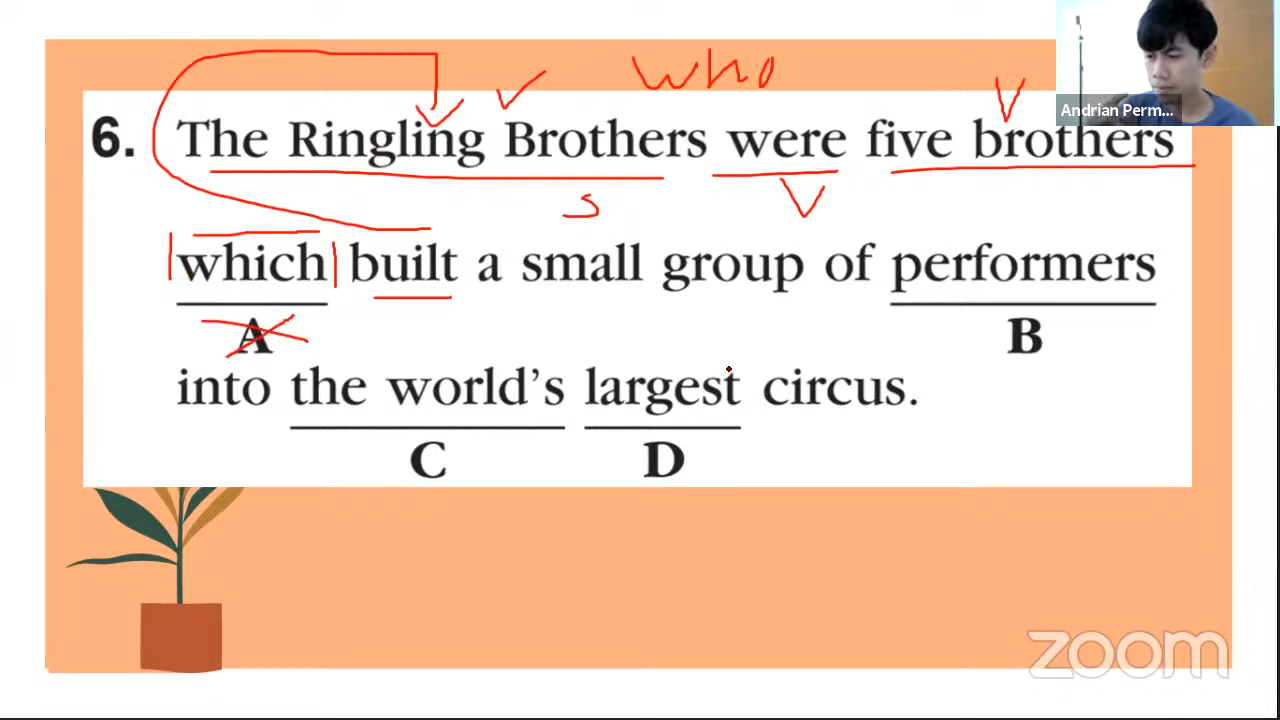 who
V
Andrian Perm...
6. The Ringling Brothers were five brothers
S
V
which built a small group of performers
A
B
into the world's largest circus.
C
D
zoom